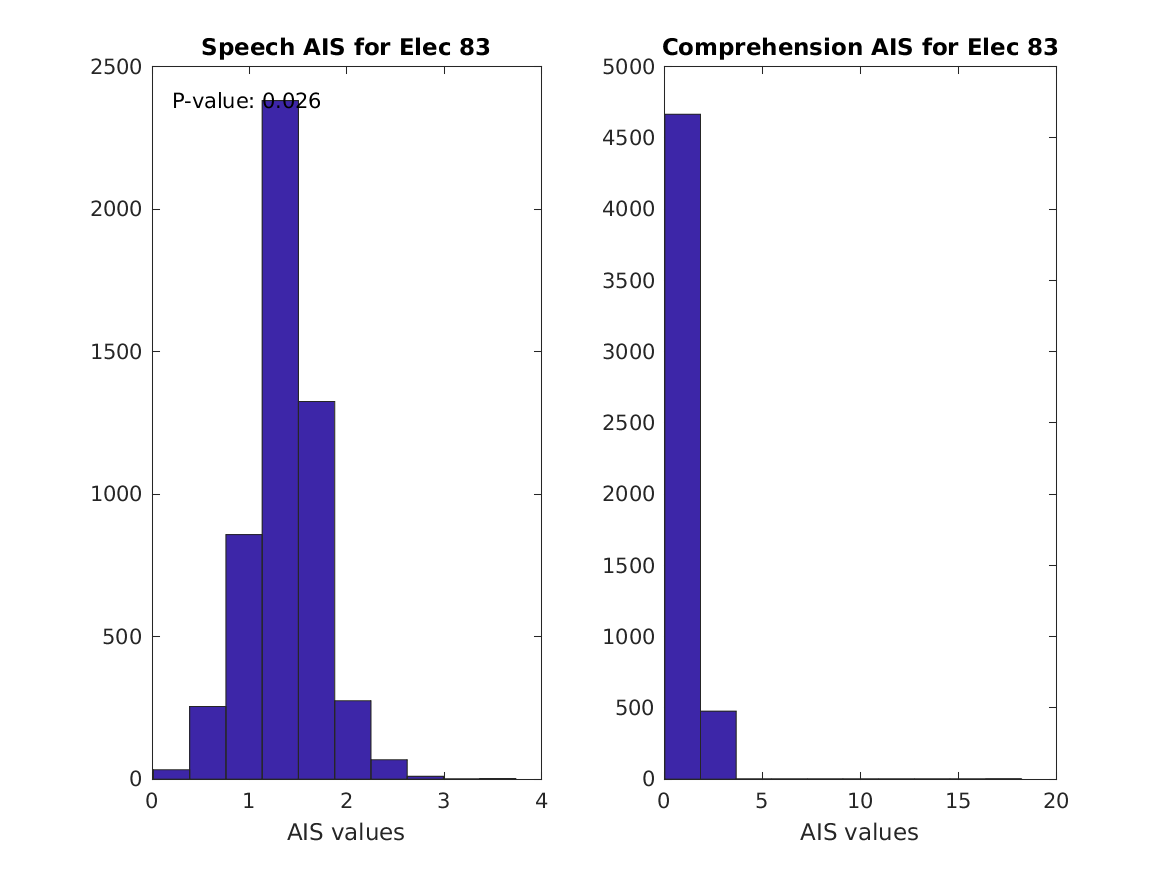 Speech AIS for Elec 83
2500
2000
1500
1000
500
0
P-value: 0.026
0 1 2 3 4
AIS values
Comprehension AIS for Elec 83
5000
4500
4000
3500
3000
2500
2000
1500
1000
500
0
0 5 10 15 20
AIS values